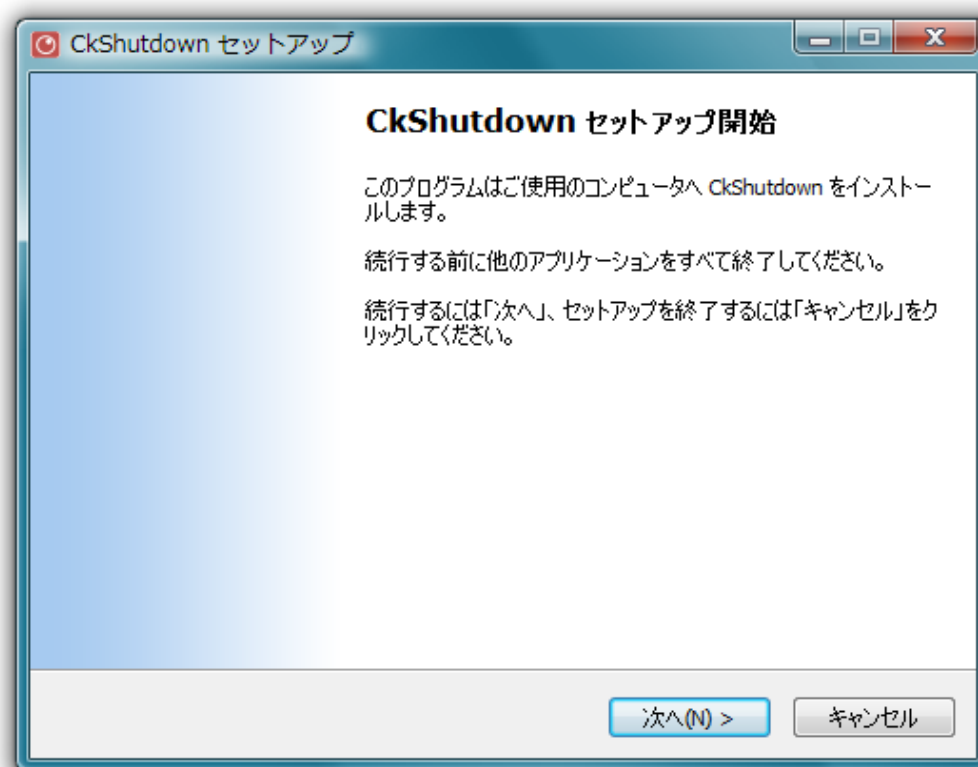 CkShutdown セットアップ
CkShutdown セットアップ開始
このプログラムはご使用のコンピュータへ CkShutdown をインストー
ルします。
続行する前に他のアプリケーションをすべて終了してください。
続行するには「次へ」、セットアップを終了するには「キャンセル」をク
リックしてください。
次へ(N) >
キャンセル